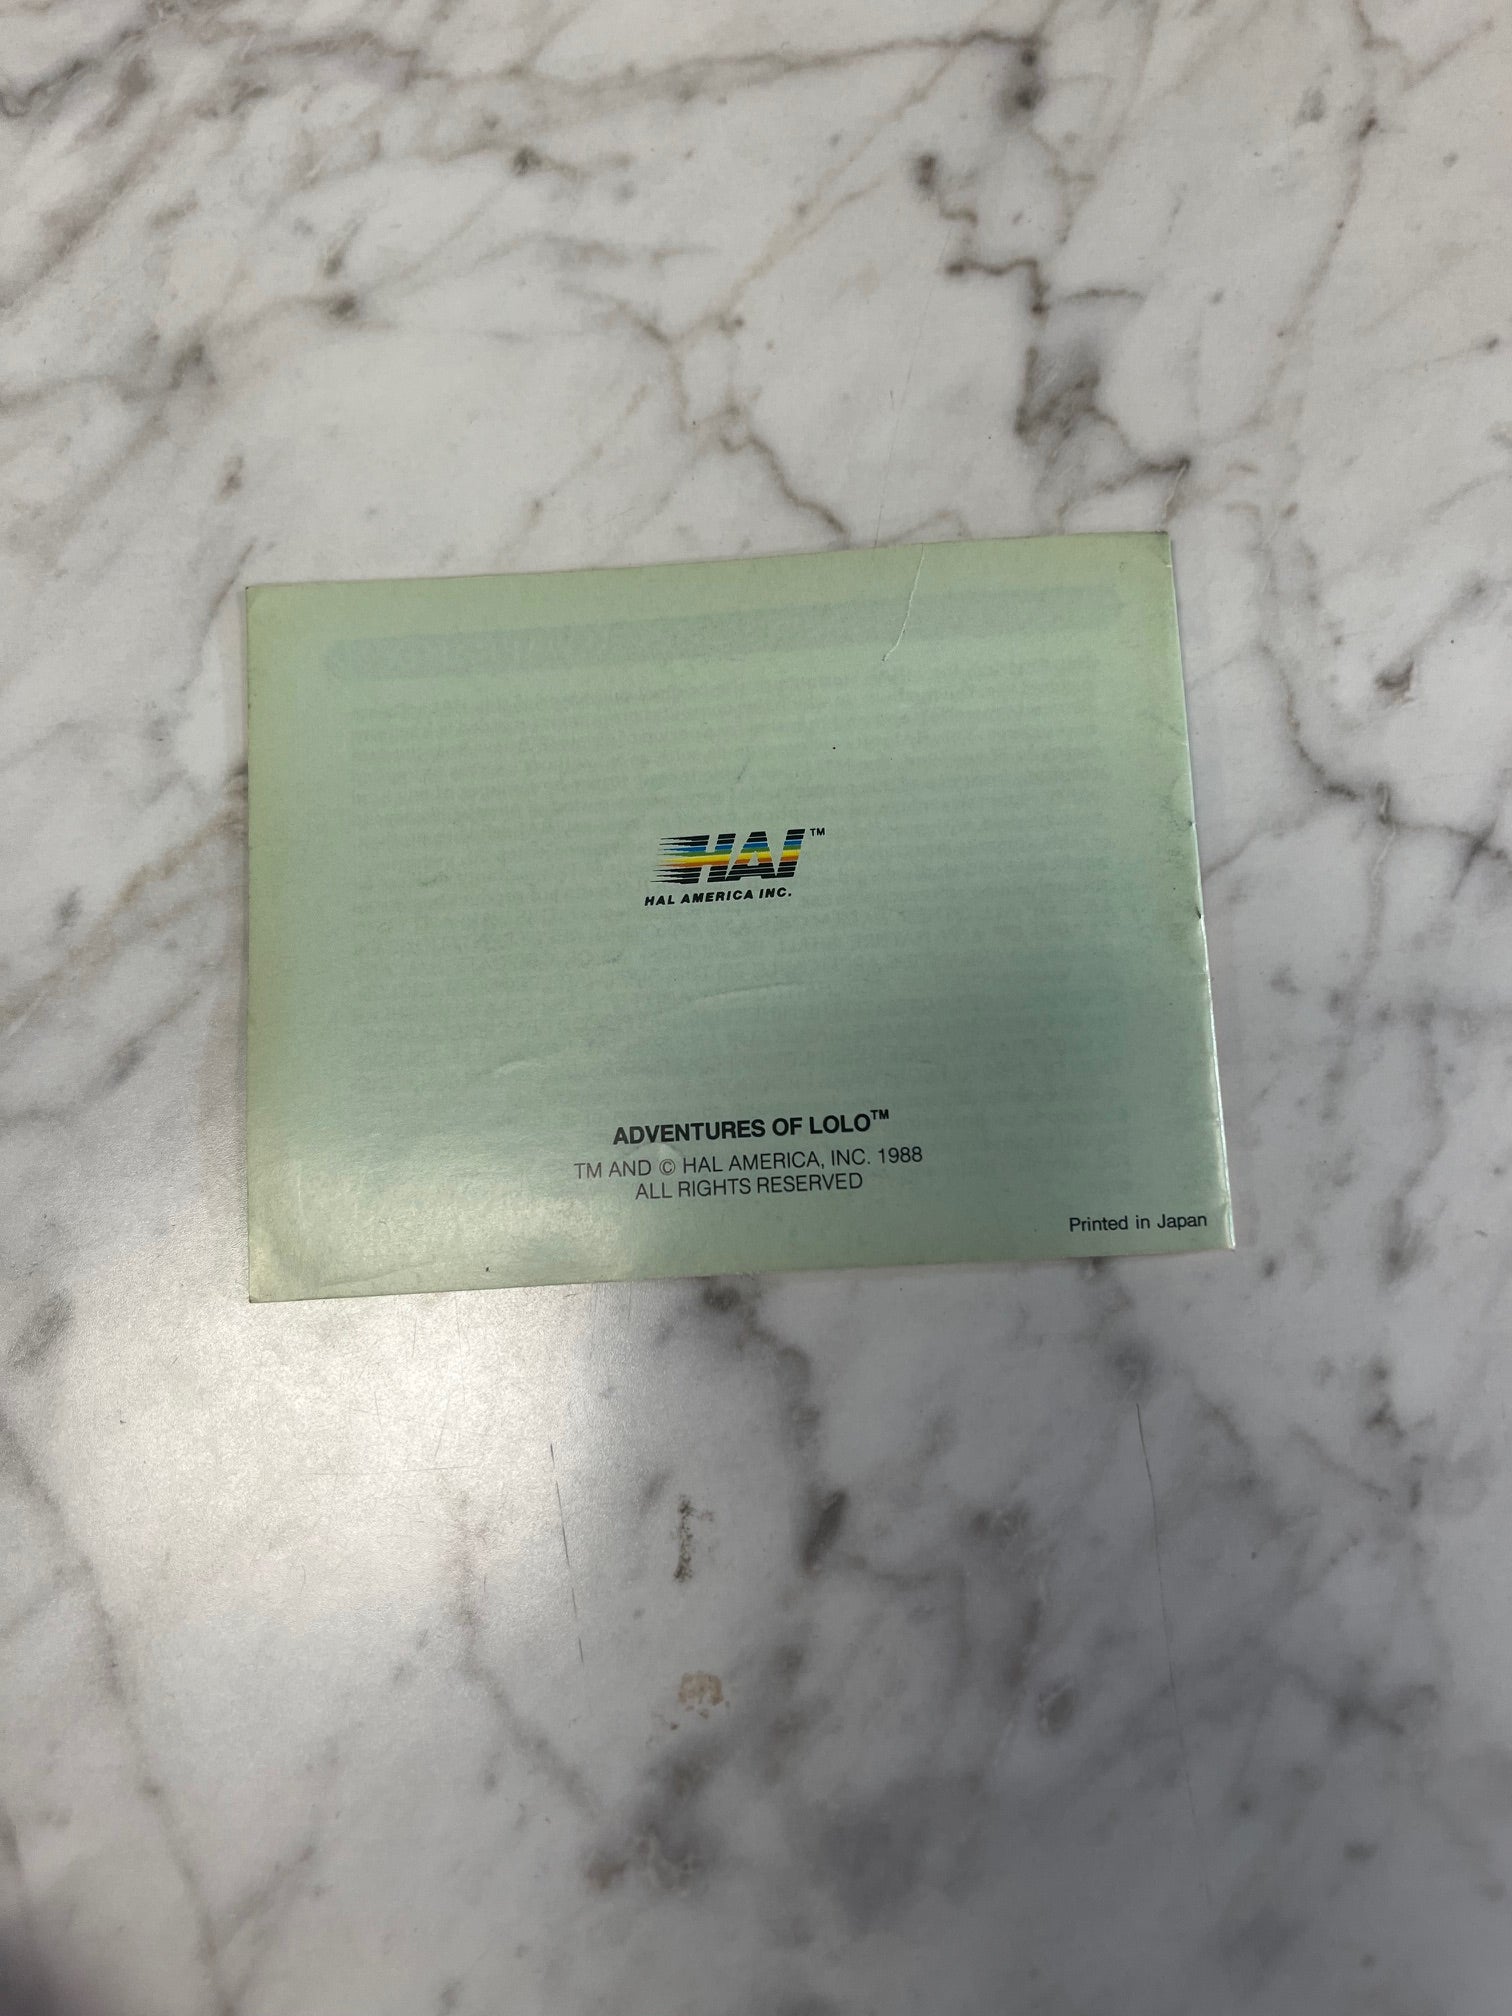 HAL™
HAL AMERICA INC.
ADVENTURES OF LOLO™
TM AND © HAL AMERICA, INC. 1988
ALL RIGHTS RESERVED
Printed in Japan